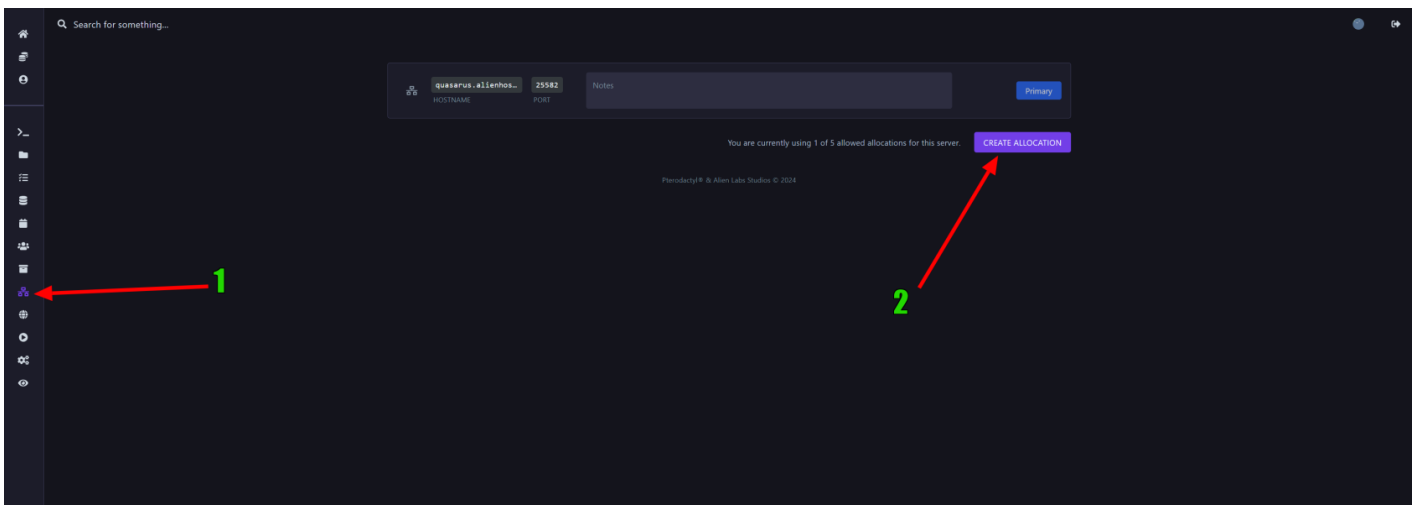 Search for something...
quasarus.alienhos… 25582 Notes
HOSTNAME PORT
Primary
You are currently using 1 of 5 allowed allocations for this server. CREATE ALLOCATION
Pterodactyl® & Alien Labs Studios © 2024
1
2